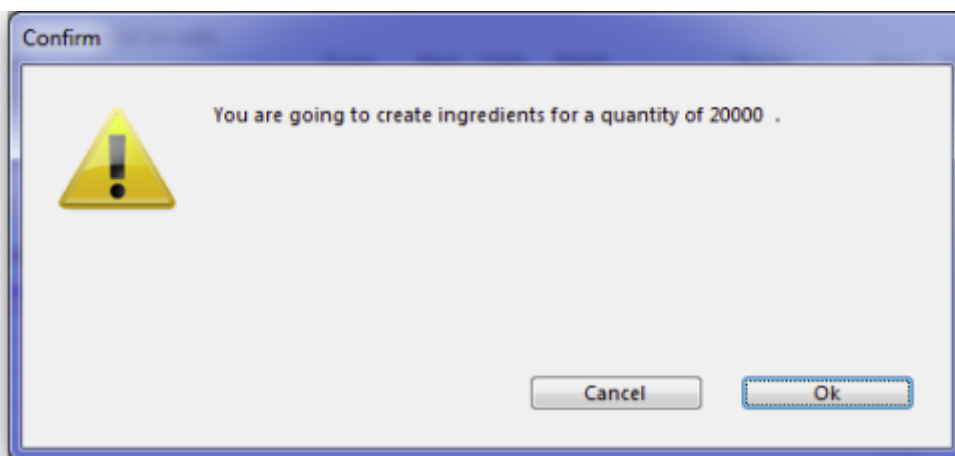 Confirm
You are going to create ingredients for a quantity of 20000 .
Cancel
Ok